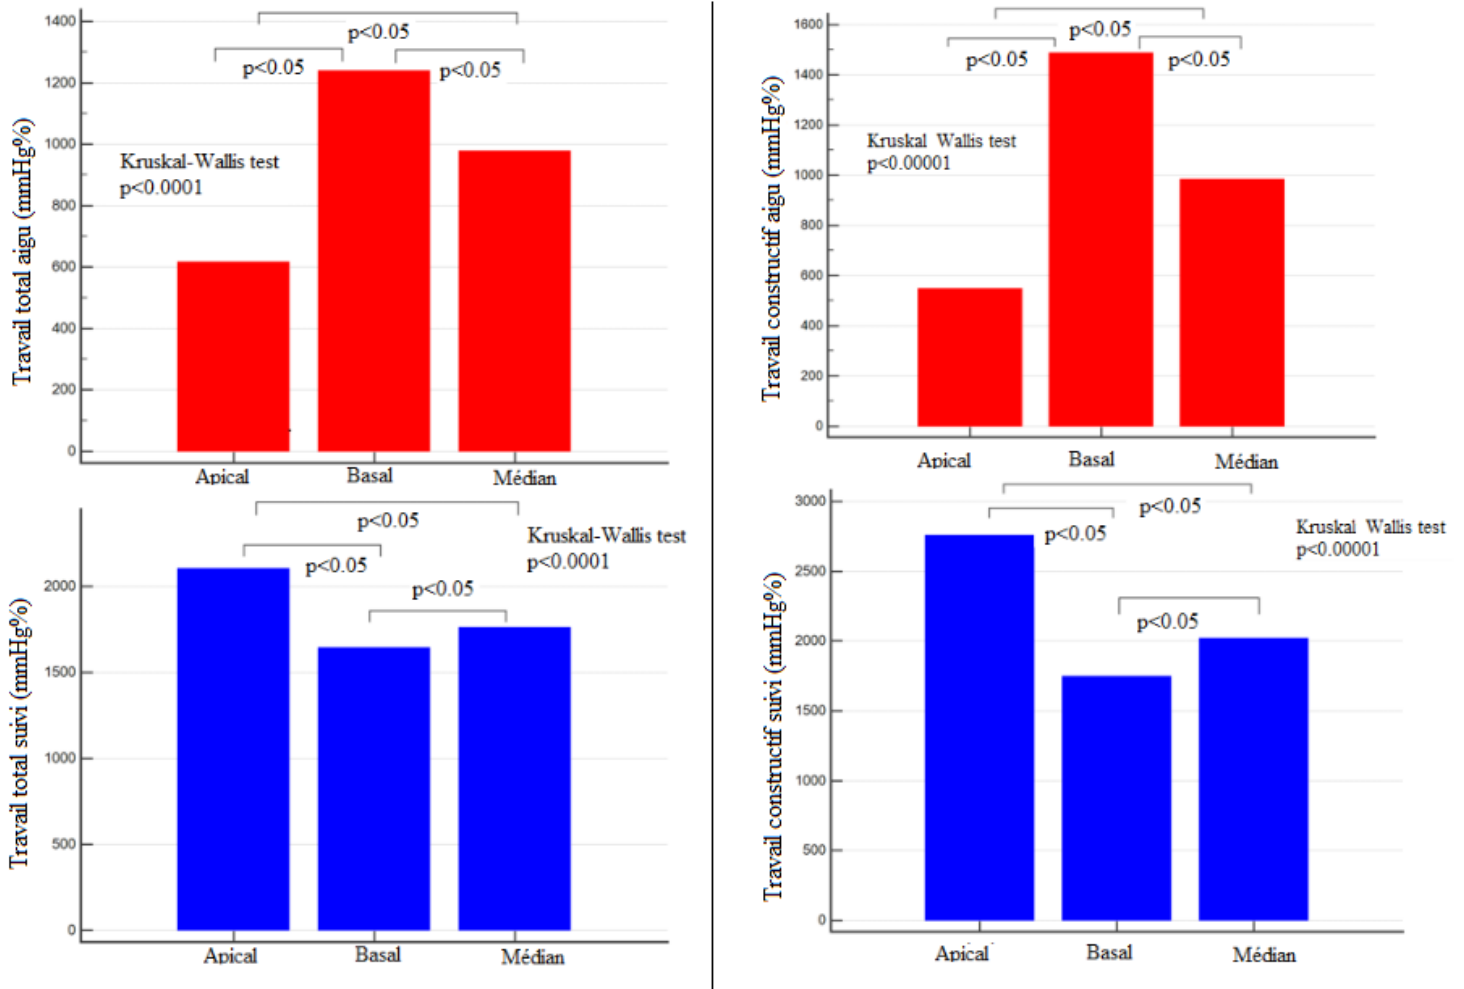 Travail total aigu (mmHg%)
1400
1200
1000
800
600
400
200
0
p<0.05
p<0.05
p<0.05
Kruskal-Wallis test
p<0.0001
Apical
Basal
Médian
Travail constructif aigu (mmHg%)
1600
1400
1200
1000
800
600
400
200
0
p<0.05
p<0.05
p<0.05
Kruskal Wallis test
p<0.00001
Apical
Basal
Médian
Travail total suivi (mmHg%)
2000
1500
1000
500
0
p<0.05
p<0.05
p<0.05
Kruskal-Wallis test
p<0.0001
Apical
Basal
Médian
Travail constructif suivi (mmHg%)
3000
2500
2000
1500
1000
500
0
p<0.05
p<0.05
p<0.05
Kruskal Wallis test
p<0.00001
Apical
Basal
Médian